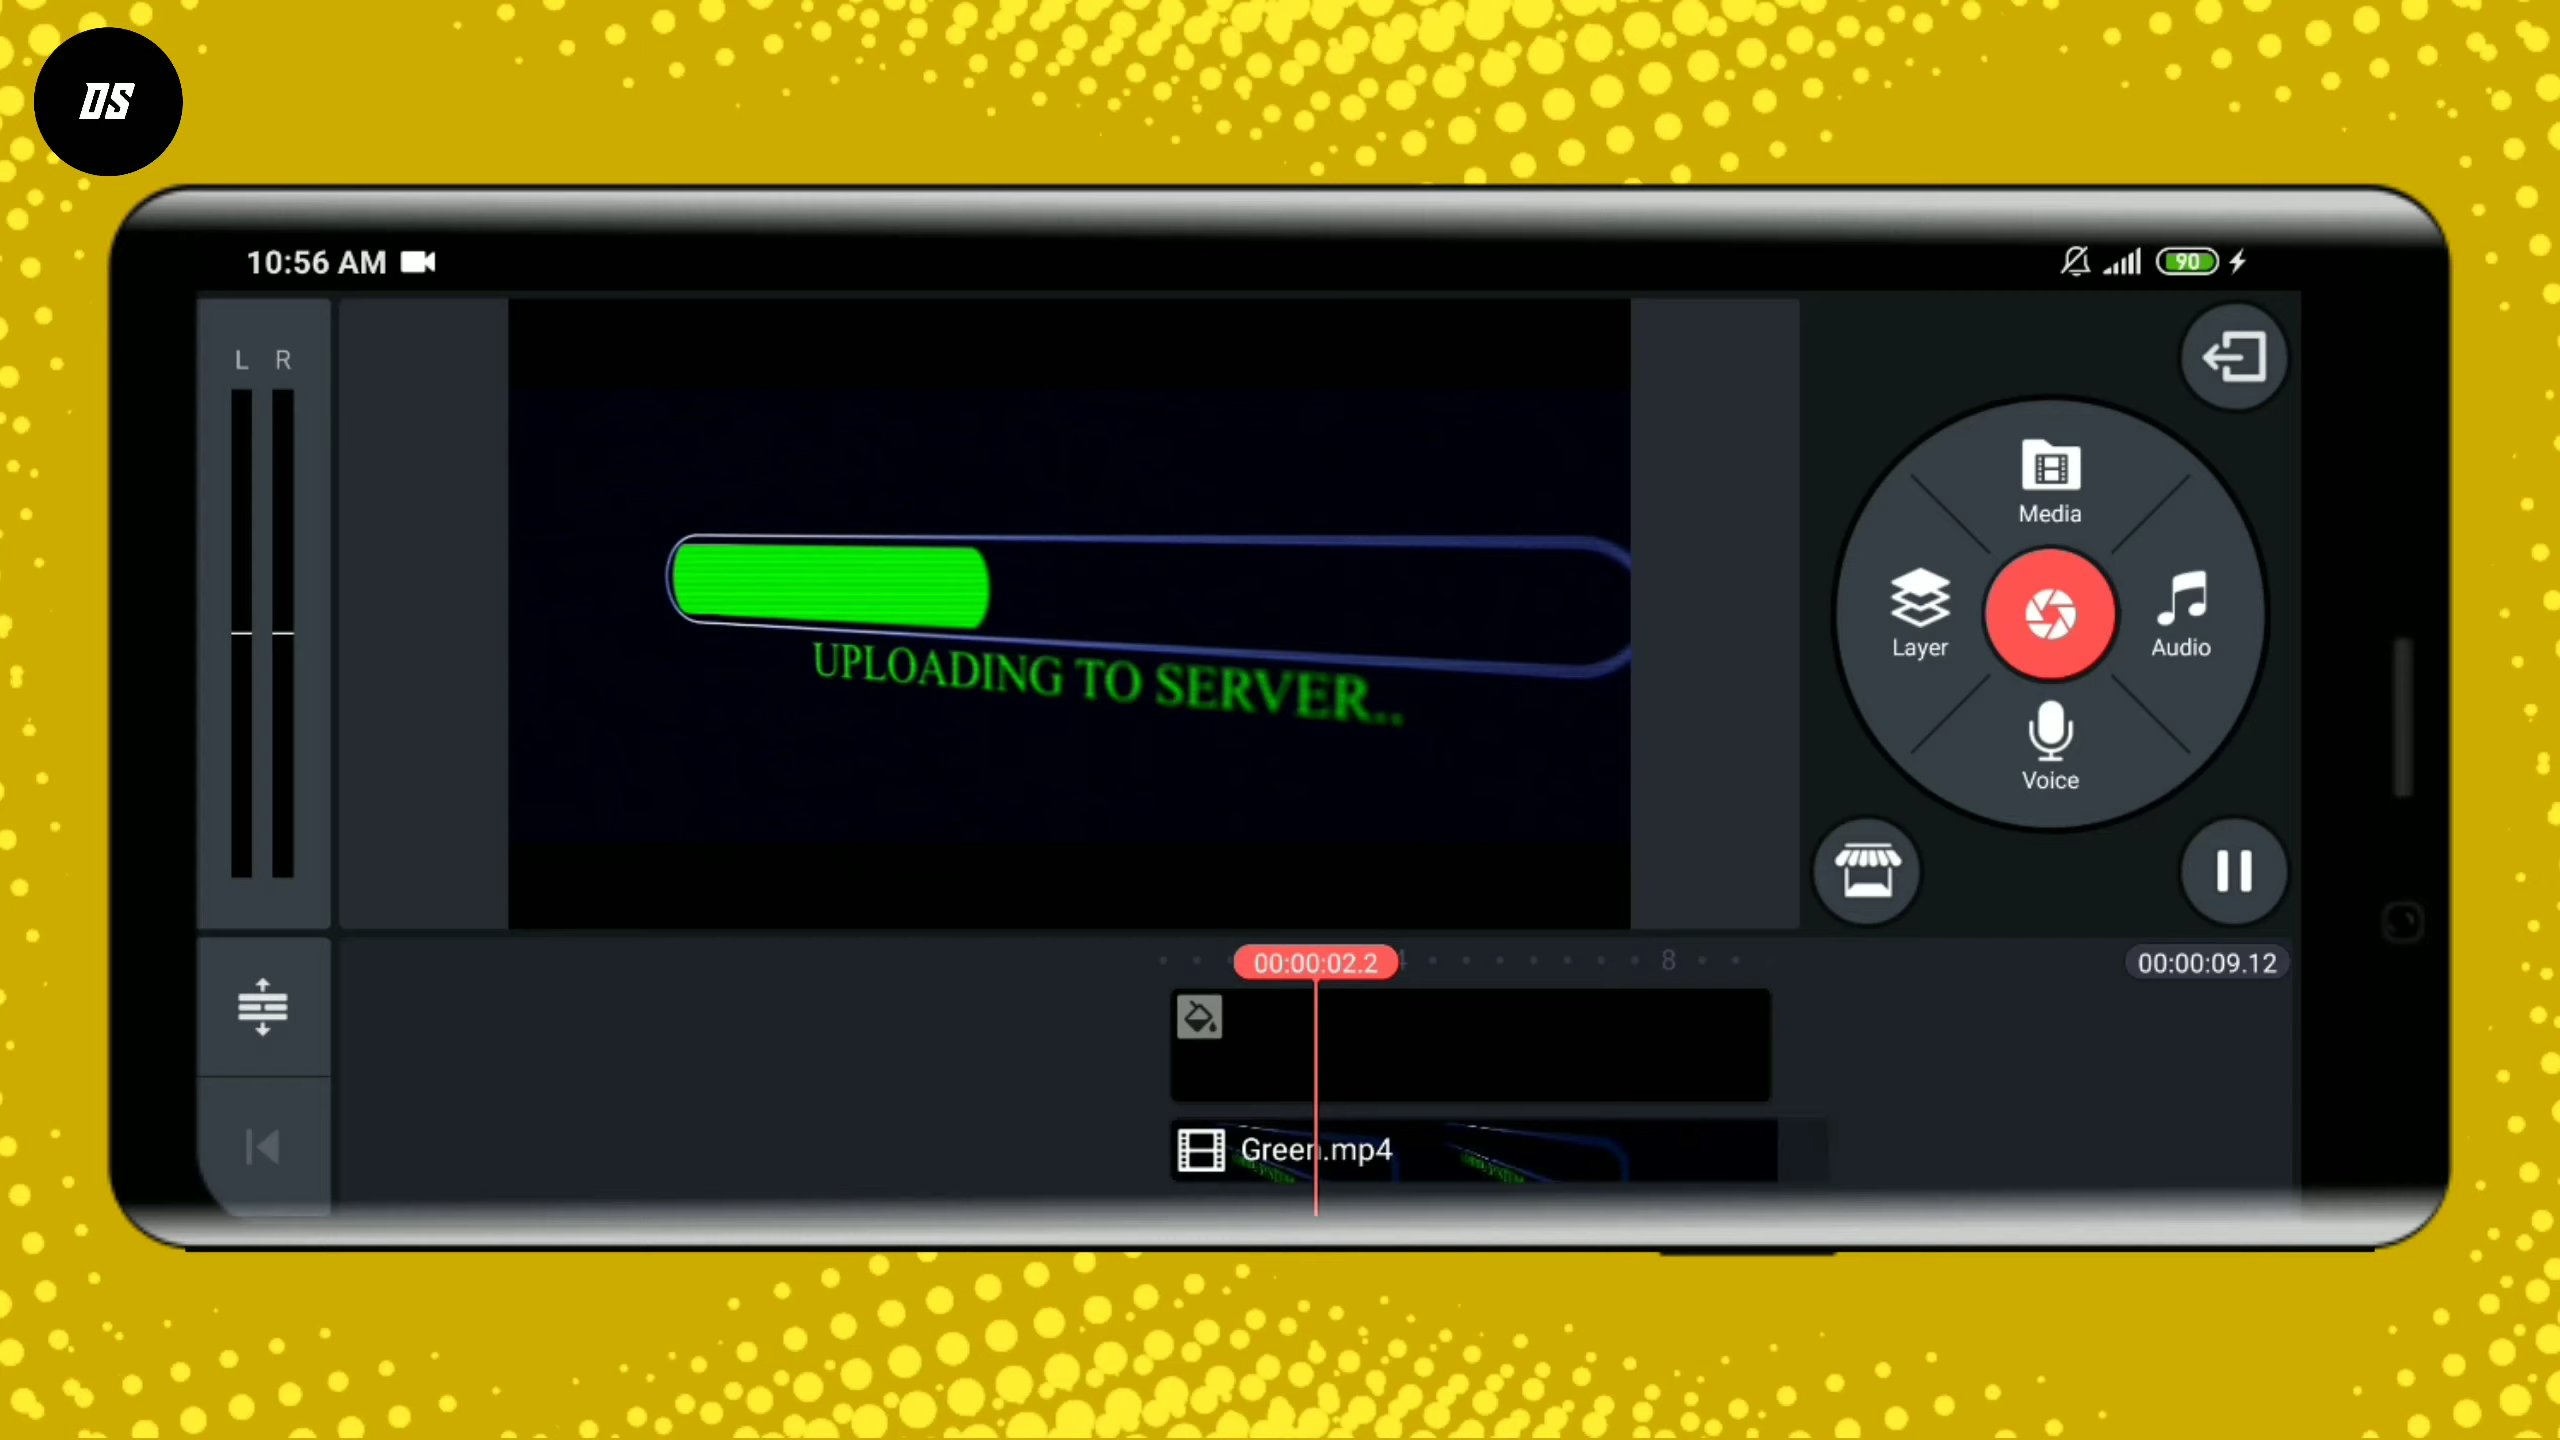 DS
10:56 AM
90
L R
Media
Layer
Audio
Voice
UPLOADING TO SERVER...
00:00:02.2
8
00:00:09.12
Green.mp4